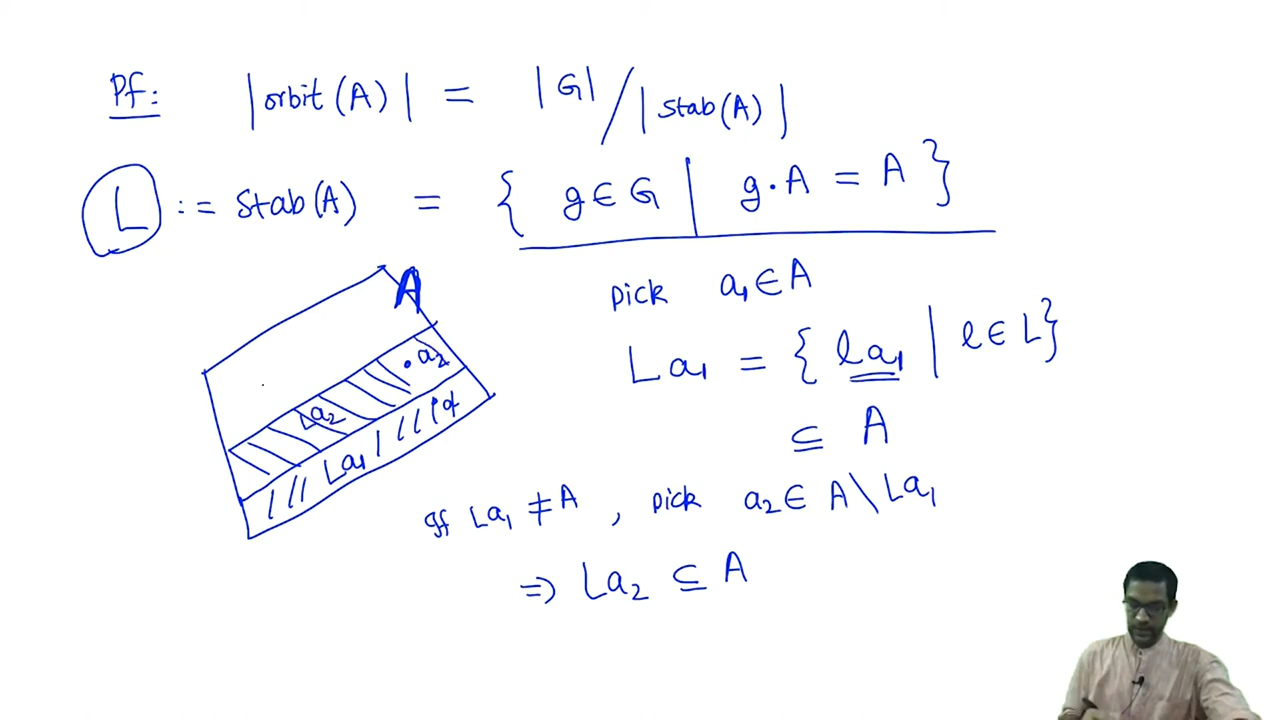 Pf: |orbit(A)| = |G| / |stab(A)|
L := stab(A) = { g ∈ G | g·A = A }
pick a₁ ∈ A
A
La₁ = { la₁ | l ∈ L }
·a₂
La₂
⊆ A
La₁
If La₁ ≠ A , pick a₂ ∈ A \ La₁
⇒ La₂ ⊆ A